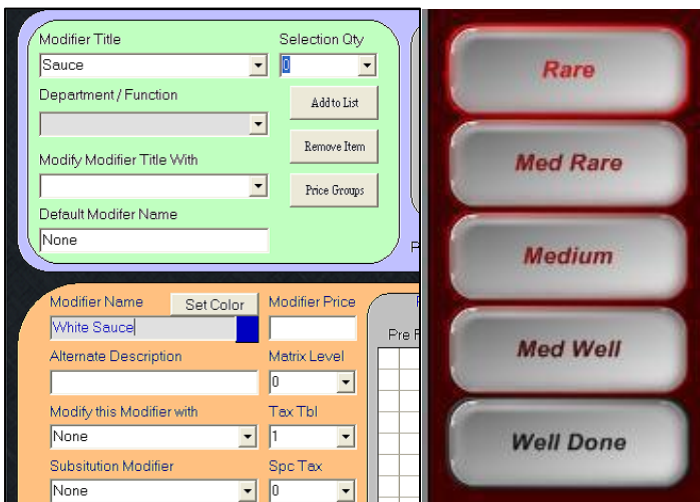 Modifier Title Selection Qty
Sauce 0
Department / Function
Add to List
Remove Item
Modify Modifier Title With
Price Groups
Default Modifer Name
None
Modifier Name Set Color Modifier Price
White Sauce
Pre
Alternate Description Matrix Level
0
Modify this Modifier with Tax Tbl
None 1
Subsitution Modifier Spc Tax
None 0
Rare
Med Rare
Medium
Med Well
Well Done